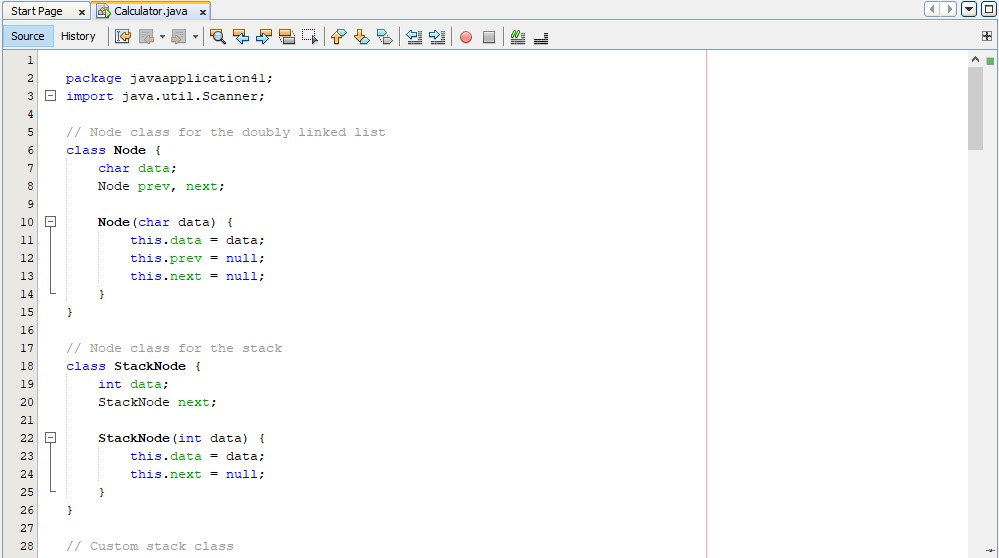 Start Page x Calculator.java x
Source History
1
2 package javaapplication41;
3 import java.util.Scanner;
4
5 // Node class for the doubly linked list
6 class Node {
7 char data;
8 Node prev, next;
9
10 Node(char data) {
11 this.data = data;
12 this.prev = null;
13 this.next = null;
14 }
15 }
16
17 // Node class for the stack
18 class StackNode {
19 int data;
20 StackNode next;
21
22 StackNode(int data) {
23 this.data = data;
24 this.next = null;
25 }
26 }
27
28 // Custom stack class